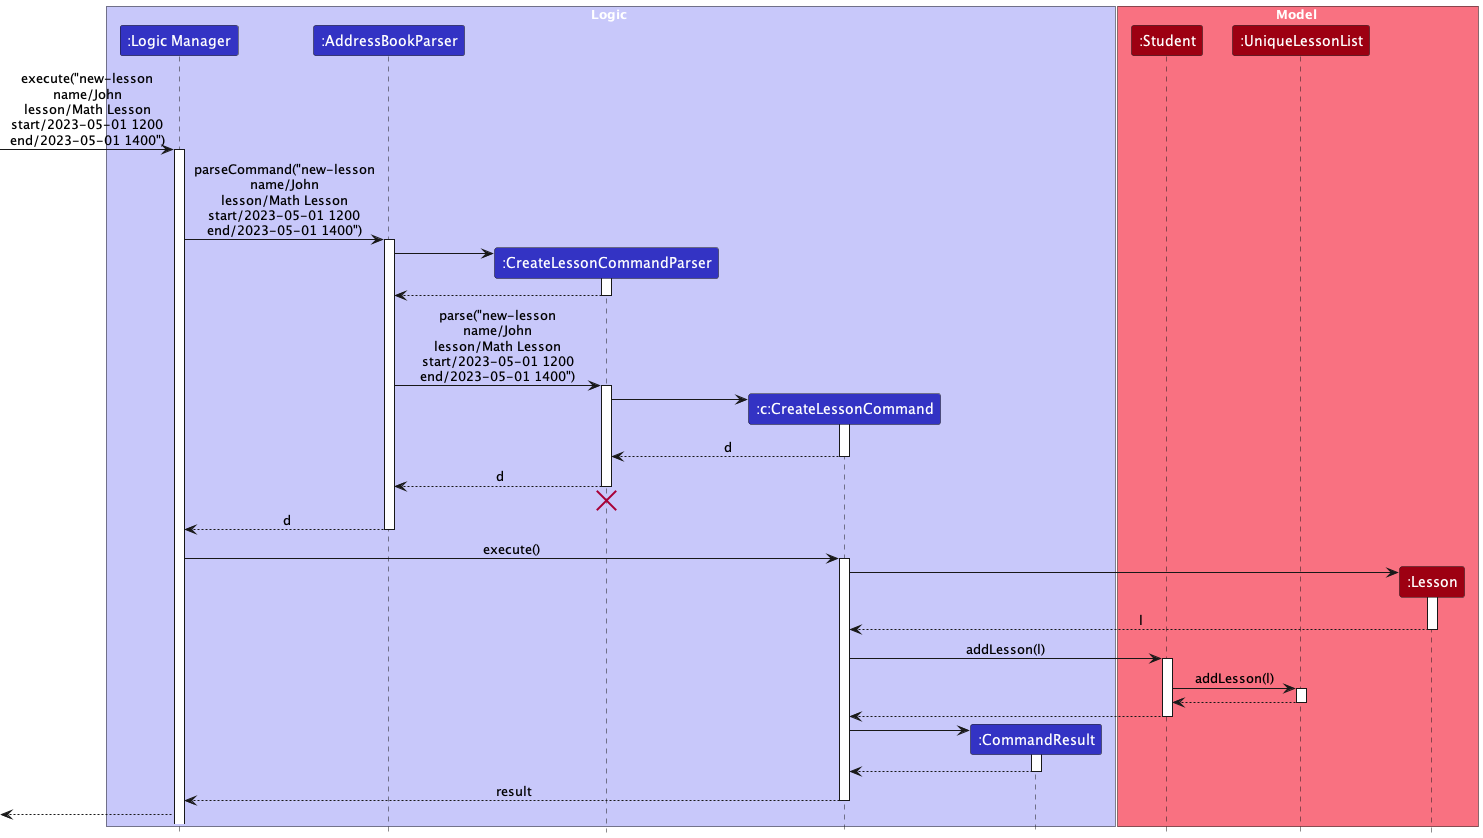 Logic
Model
:Logic Manager
:AddressBookParser
:Student
:UniqueLessonList
execute("new-lesson
name/John
lesson/Math Lesson
start/2023-05-01 1200
end/2023-05-01 1400")
parseCommand("new-lesson
name/John
lesson/Math Lesson
start/2023-05-01 1200
end/2023-05-01 1400")
:CreateLessonCommandParser
parse("new-lesson
name/John
lesson/Math Lesson
start/2023-05-01 1200
end/2023-05-01 1400")
:c:CreateLessonCommand
d
d
d
execute()
:Lesson
l
addLesson(l)
addLesson(l)
:CommandResult
result